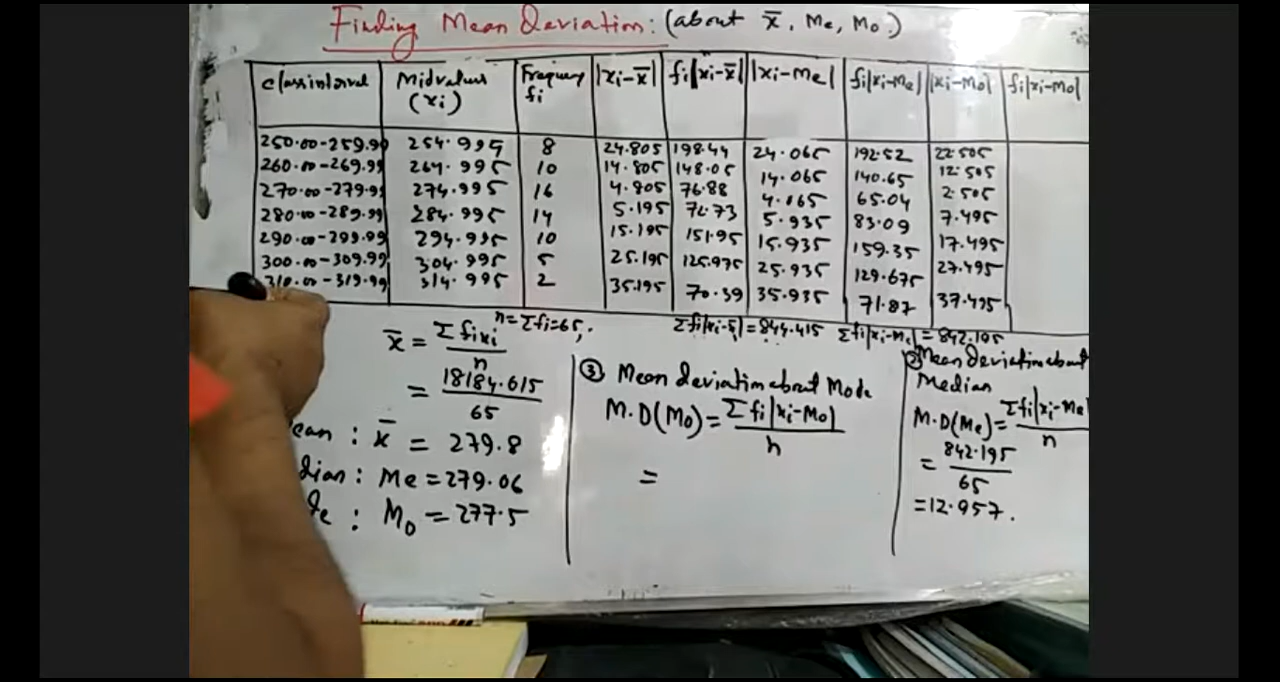 Finding Mean Deviation: (about x̄, Me, Mo.)
class interval Midvalues (xi) Frequency fi |xi-x̄| fi|xi-x̄| |xi-Me| fi|xi-Me| |xi-Mo| fi|xi-Mo|
250.00-259.99 254.995 8 24.805 198.44 24.065 192.52 22.505
260.00-269.99 264.995 10 14.805 148.05 14.065 140.65 12.505
270.00-279.99 274.995 16 4.805 76.88 4.065 65.04 2.505
280.00-289.99 284.995 14 5.195 72.73 5.935 83.09 7.495
290.00-299.99 294.995 10 15.195 151.95 15.935 159.35 17.495
300.00-309.99 304.995 5 25.195 125.975 25.935 129.675 27.495
310.00-319.99 314.995 2 35.195 70.39 35.935 71.87 37.495
n=Σfi=65; Σfi|xi-x̄|=844.415 Σfi|xi-Me|=842.195
x̄ = Σfixi/n
= 18184.615/65
ean : x̄ = 279.8
dian : Me = 279.06
de : Mo = 277.5
③ Mean deviation about Mode
M.D(Mo) = Σfi|xi-Mo|/n
=
② Mean deviation about
Median
M.D(Me) = Σfi|xi-Me|/n
= 842.195/65
= 12.957.